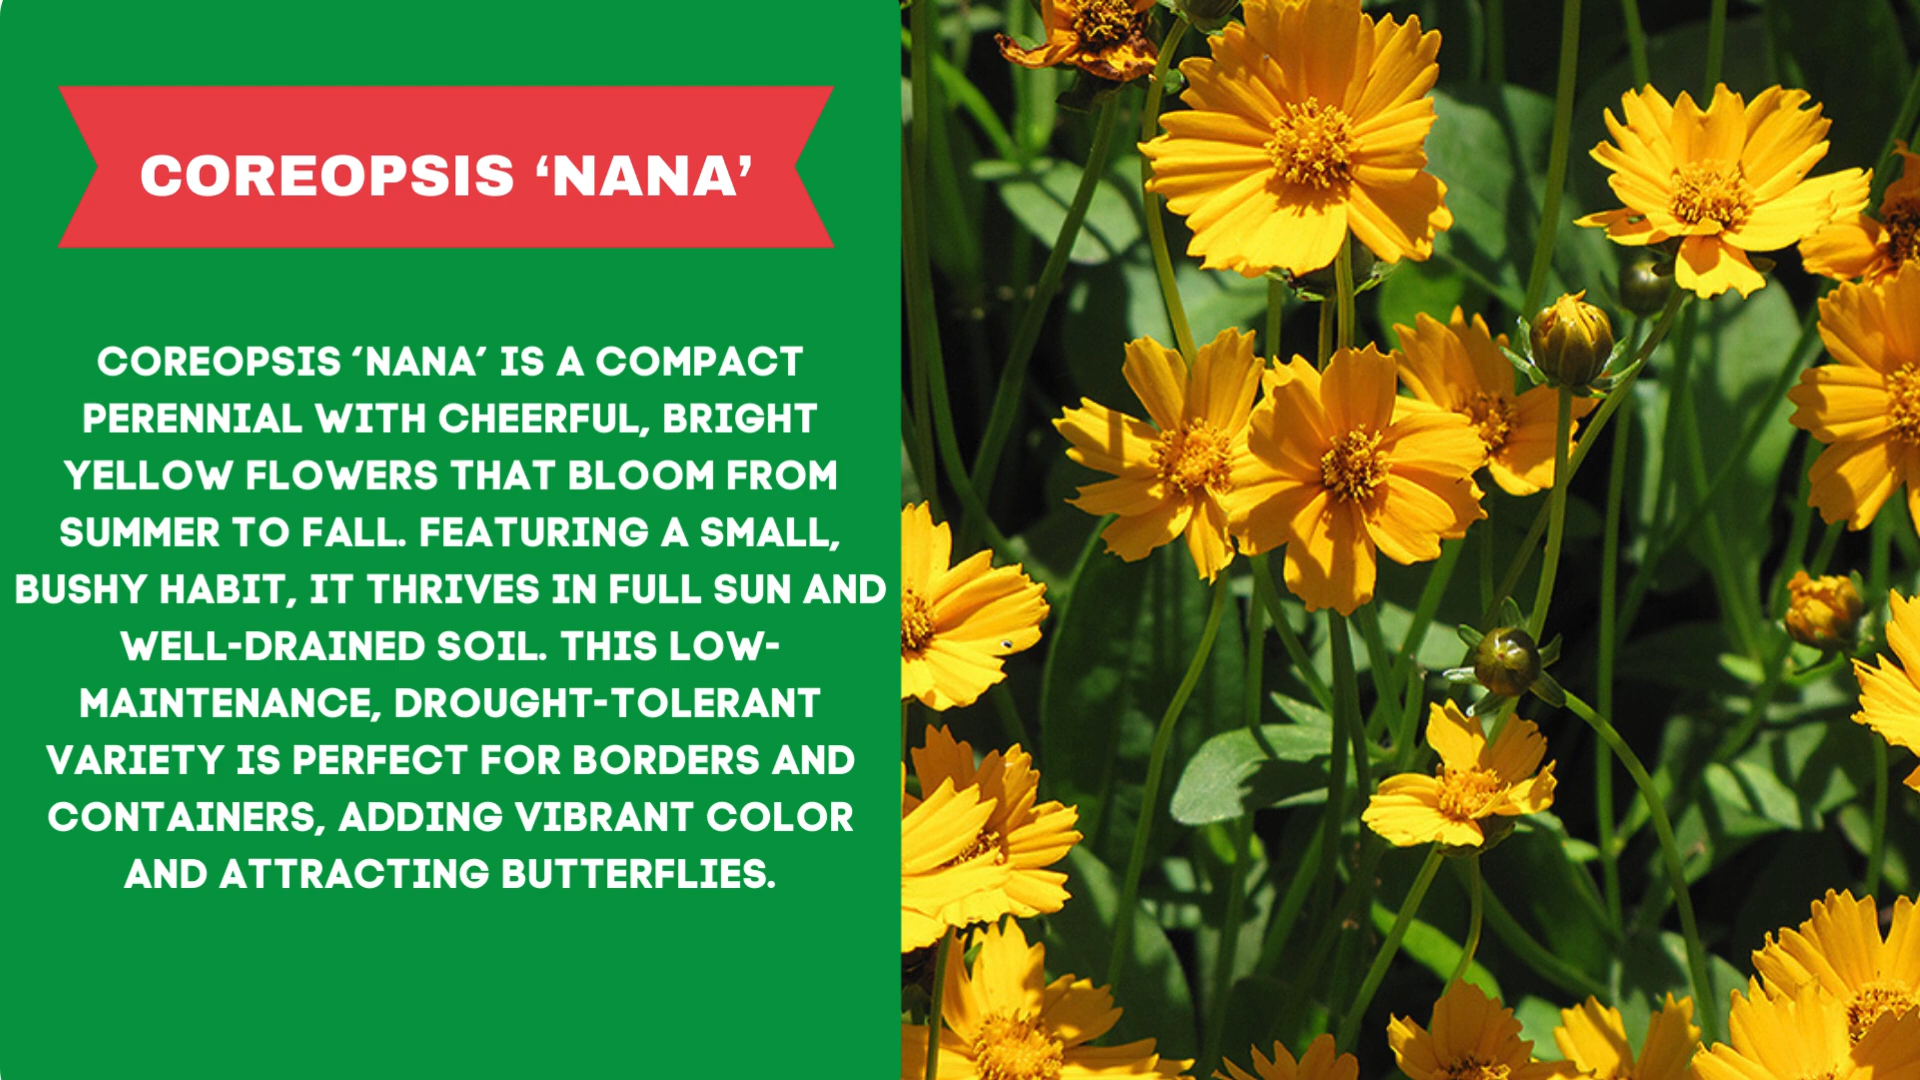 COREOPSIS ‘NANA’
COREOPSIS ‘NANA’ IS A COMPACT
PERENNIAL WITH CHEERFUL, BRIGHT
YELLOW FLOWERS THAT BLOOM FROM
SUMMER TO FALL. FEATURING A SMALL,
BUSHY HABIT, IT THRIVES IN FULL SUN AND
WELL-DRAINED SOIL. THIS LOW-
MAINTENANCE, DROUGHT-TOLERANT
VARIETY IS PERFECT FOR BORDERS AND
CONTAINERS, ADDING VIBRANT COLOR
AND ATTRACTING BUTTERFLIES.